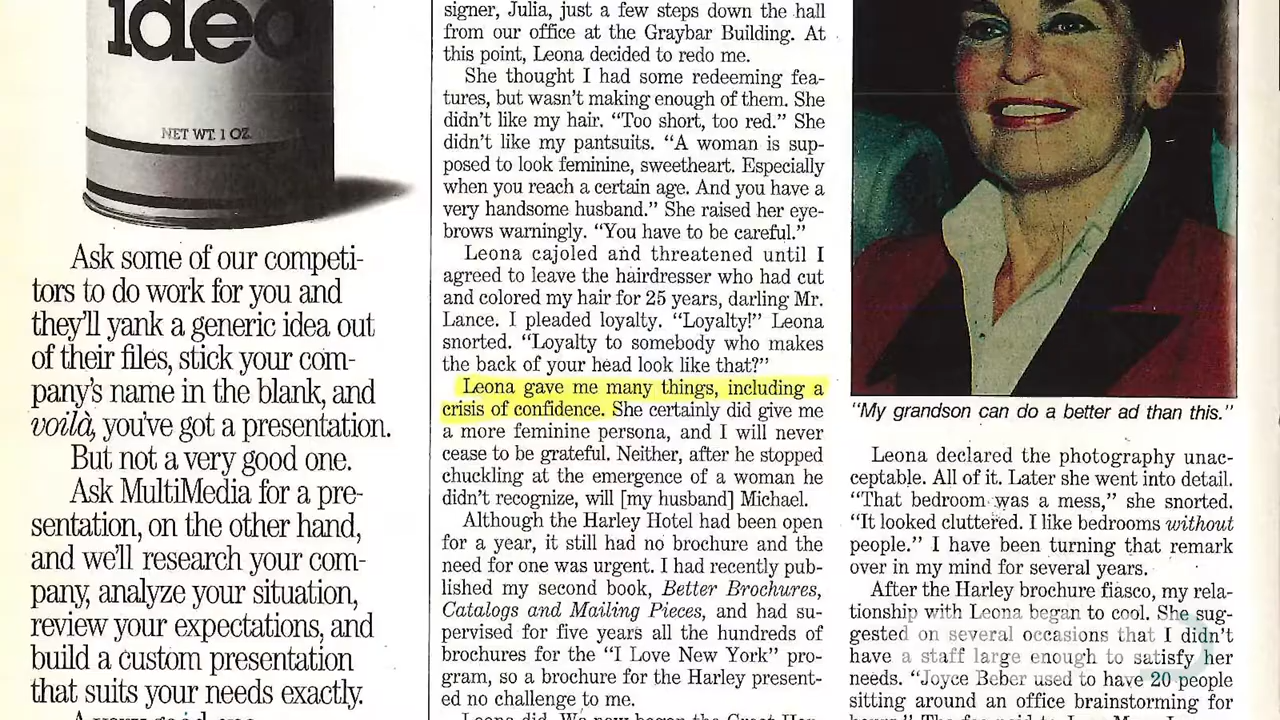 idea
NET WT. 1 OZ.
Ask some of our competi-
tors to do work for you and
they'll yank a generic idea out
of their files, stick your com-
pany's name in the blank, and
voilà, you've got a presentation.
But not a very good one.
Ask MultiMedia for a pre-
sentation, on the other hand,
and we'll research your com-
pany, analyze your situation,
review your expectations, and
build a custom presentation
that suits your needs exactly.
signer, Julia, just a few steps down the hall
from our office at the Graybar Building. At
this point, Leona decided to redo me.
She thought I had some redeeming fea-
tures, but wasn't making enough of them. She
didn't like my hair. "Too short, too red." She
didn't like my pantsuits. "A woman is sup-
posed to look feminine, sweetheart. Especially
when you reach a certain age. And you have a
very handsome husband." She raised her eye-
brows warningly. "You have to be careful."
Leona cajoled and threatened until I
agreed to leave the hairdresser who had cut
and colored my hair for 25 years, darling Mr.
Lance. I pleaded loyalty. "Loyalty!" Leona
snorted. "Loyalty to somebody who makes
the back of your head look like that?"
Leona gave me many things, including a
crisis of confidence. She certainly did give me
a more feminine persona, and I will never
cease to be grateful. Neither, after he stopped
chuckling at the emergence of a woman he
didn't recognize, will [my husband] Michael.
Although the Harley Hotel had been open
for a year, it still had no brochure and the
need for one was urgent. I had recently pub-
lished my second book, Better Brochures,
Catalogs and Mailing Pieces, and had su-
pervised for five years all the hundreds of
brochures for the "I Love New York" pro-
gram, so a brochure for the Harley present-
ed no challenge to me.
"My grandson can do a better ad than this."
Leona declared the photography unac-
ceptable. All of it. Later she went into detail.
"That bedroom was a mess," she snorted.
"It looked cluttered. I like bedrooms without
people." I have been turning that remark
over in my mind for several years.
After the Harley brochure fiasco, my rela-
tionship with Leona began to cool. She sug-
gested on several occasions that I didn't
have a staff large enough to satisfy her
needs. "Joyce Beber used to have 20 people
sitting around an office brainstorming for